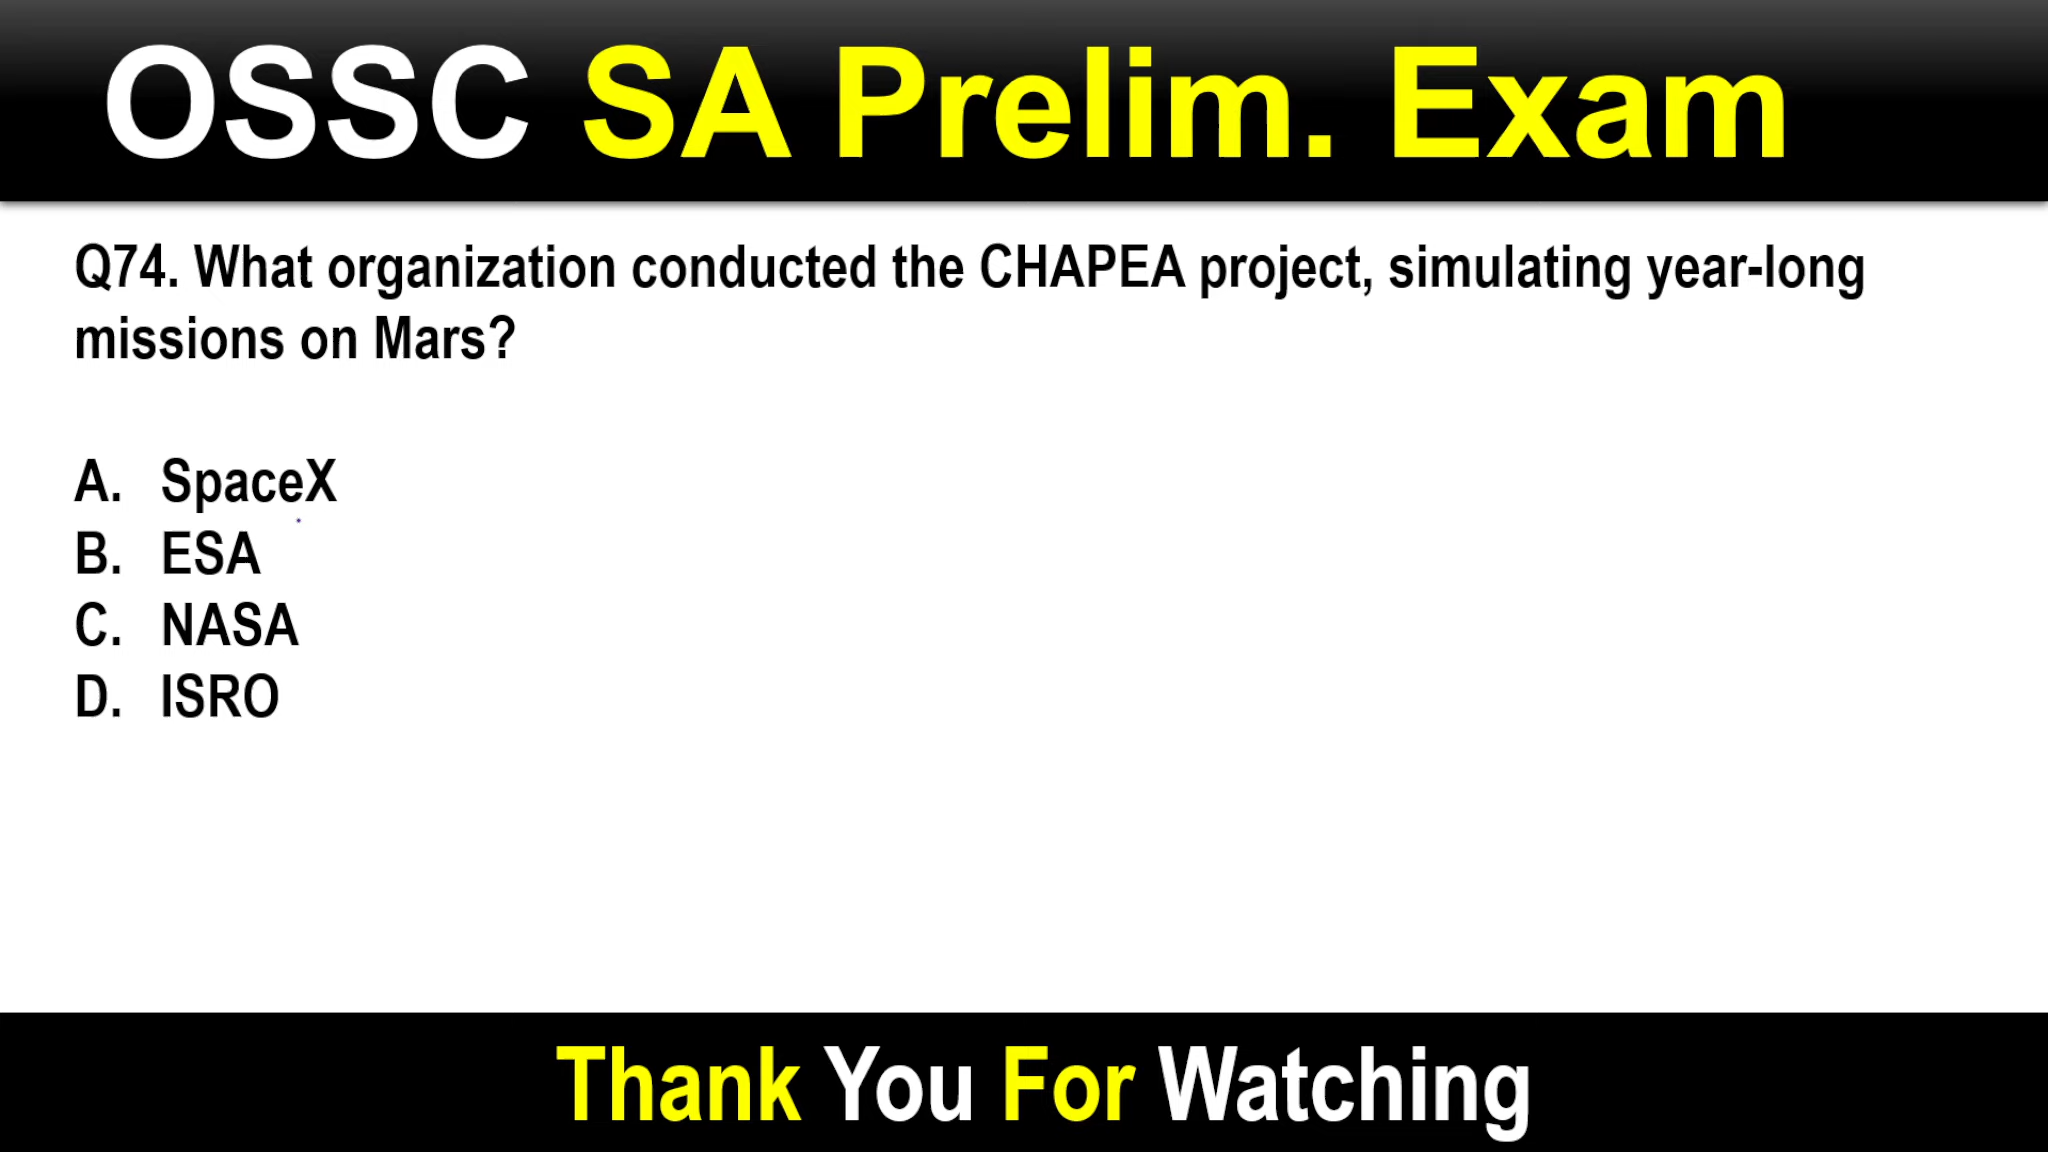 OSSC SA Prelim. Exam
Q74. What organization conducted the CHAPEA project, simulating year-long
missions on Mars?
A. SpaceX
B. ESA
C. NASA
D. ISRO
Thank You For Watching